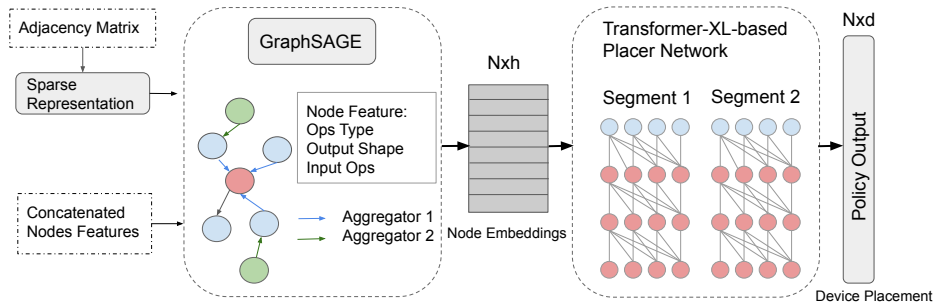 Adjacency Matrix
Sparse
Representation
Concatenated
Nodes Features
GraphSAGE
Node Feature:
Ops Type
Output Shape
Input Ops
Aggregator 1
Aggregator 2
Nxh
Node Embeddings
Transformer-XL-based
Placer Network
Segment 1
Segment 2
Nxd
Policy Output
Device Placement